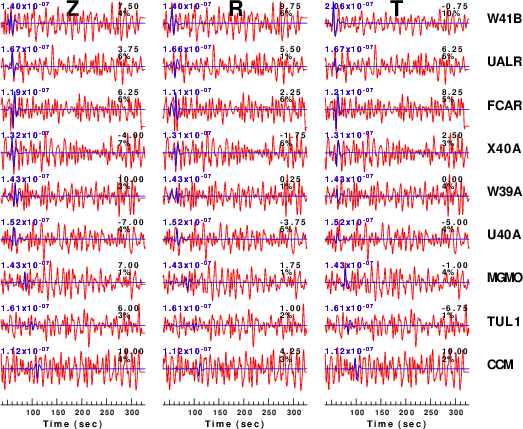 Z R T
1.40x10-07 7.50 1.40x10-07 9.75 2.06x10-07 -0.75 W41B
4% 6% 10%
1.67x10-07 3.75 1.66x10-07 5.50 1.67x10-07 6.25 UALR
6% 1% 6%
1.19x10-07 6.25 1.19x10-07 2.25 1.21x10-07 8.25 FCAR
6% 6% 5%
1.32x10-07 -4.00 1.31x10-07 -1.75 1.31x10-07 2.50 X40A
7% 6% 3%
1.43x10-07 10.00 1.43x10-07 0.25 1.43x10-07 0.00 W39A
3% 1% 4%
1.52x10-07 -7.00 1.52x10-07 -3.75 1.52x10-07 -5.00 U40A
4% 5% 4%
1.43x10-07 7.00 1.43x10-07 1.75 1.43x10-07 -1.00 MGMO
1% 1% 4%
1.61x10-07 6.00 1.61x10-07 1.00 1.61x10-07 -6.75 TUL1
3% 2% 1%
1.12x10-07 10.00 1.12x10-07 4.25 1.12x10-07 10.00 CCM
4% 3% 2%
100 200 300 100 200 300 100 200 300
Time (sec) Time (sec) Time (sec)